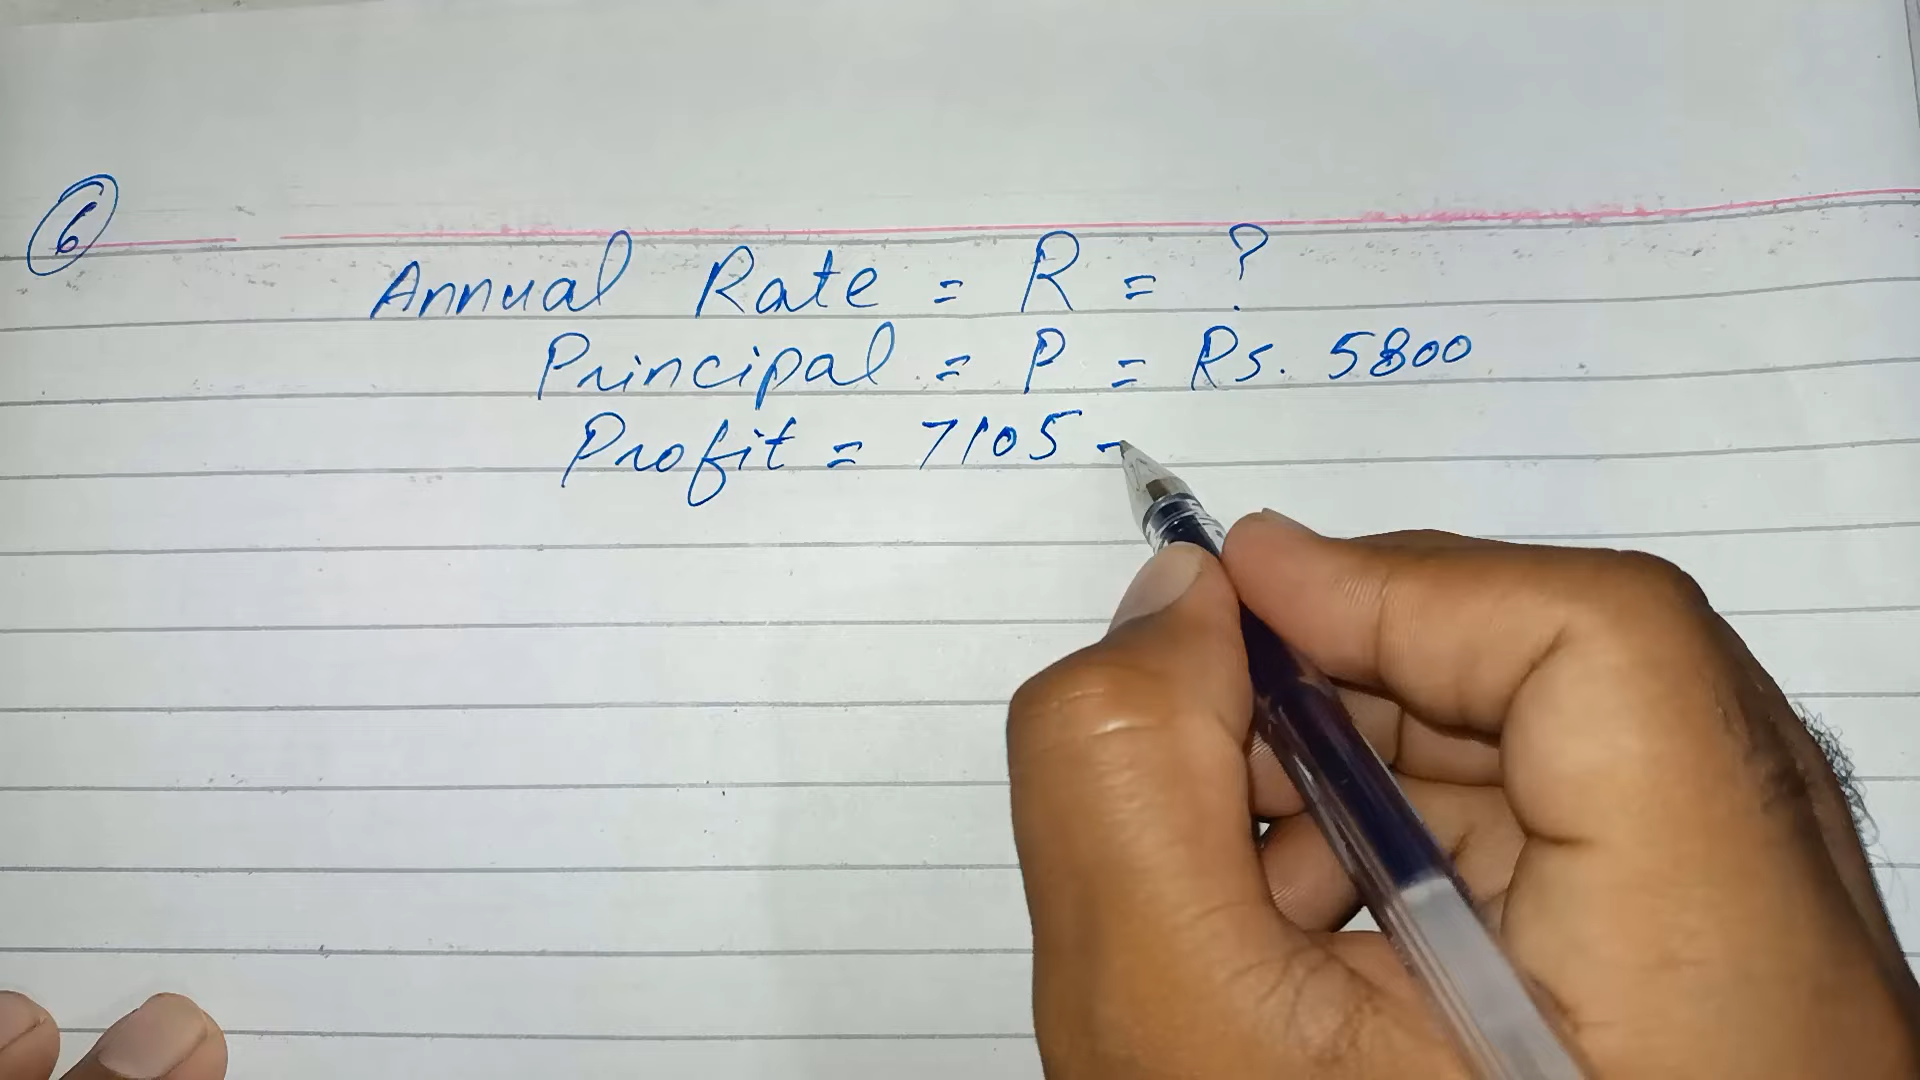 6
Annual Rate = R = ?
Principal = P = Rs. 5800
Profit = 7105 -